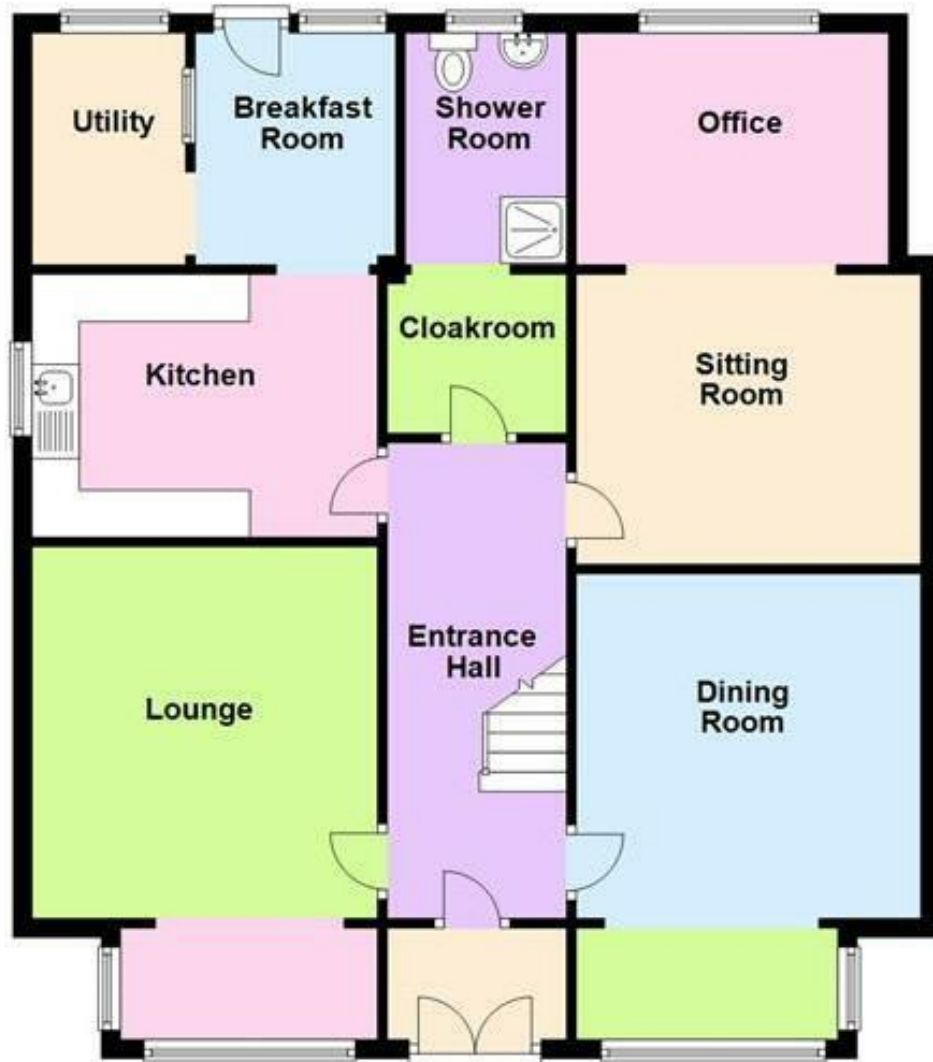 Utility
Breakfast
Room
Shower
Room
Office
Cloakroom
Kitchen
Sitting
Room
Entrance
Hall
Lounge
Dining
Room